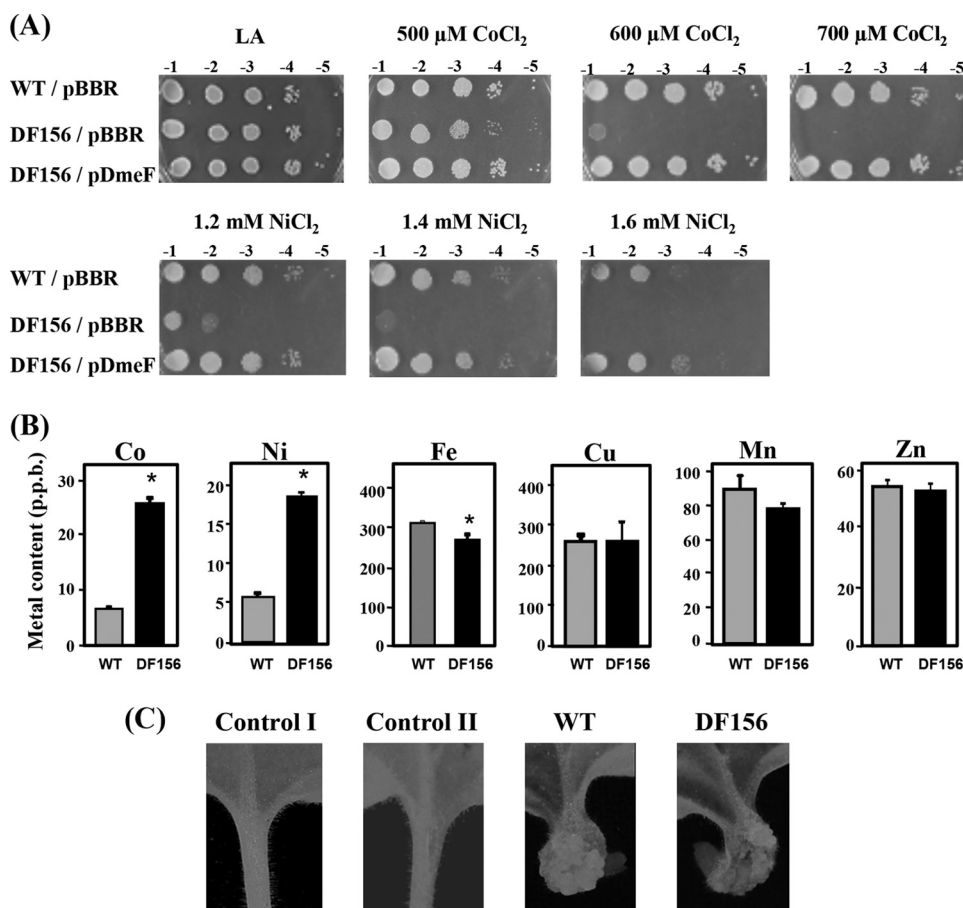 (A)
LA
500 µM CoCl2
600 µM CoCl2
700 µM CoCl2
-1 -2 -3 -4 -5
-1 -2 -3 -4 -5
-1 -2 -3 -4 -5
-1 -2 -3 -4 -5
WT / pBBR
DF156 / pBBR
DF156 / pDmeF
1.2 mM NiCl2
1.4 mM NiCl2
1.6 mM NiCl2
-1 -2 -3 -4 -5
-1 -2 -3 -4 -5
-1 -2 -3 -4 -5
WT / pBBR
DF156 / pBBR
DF156 / pDmeF
(B)
Metal content (p.p.b.)
Co
30
20
10
0
*
WT DF156
Ni
20
15
10
5
0
*
WT DF156
Fe
400
300
200
100
0
*
WT DF156
Cu
400
300
200
100
0
WT DF156
Mn
100
80
60
40
20
0
WT DF156
Zn
60
40
20
0
WT DF156
(C)
Control I
Control II
WT
DF156